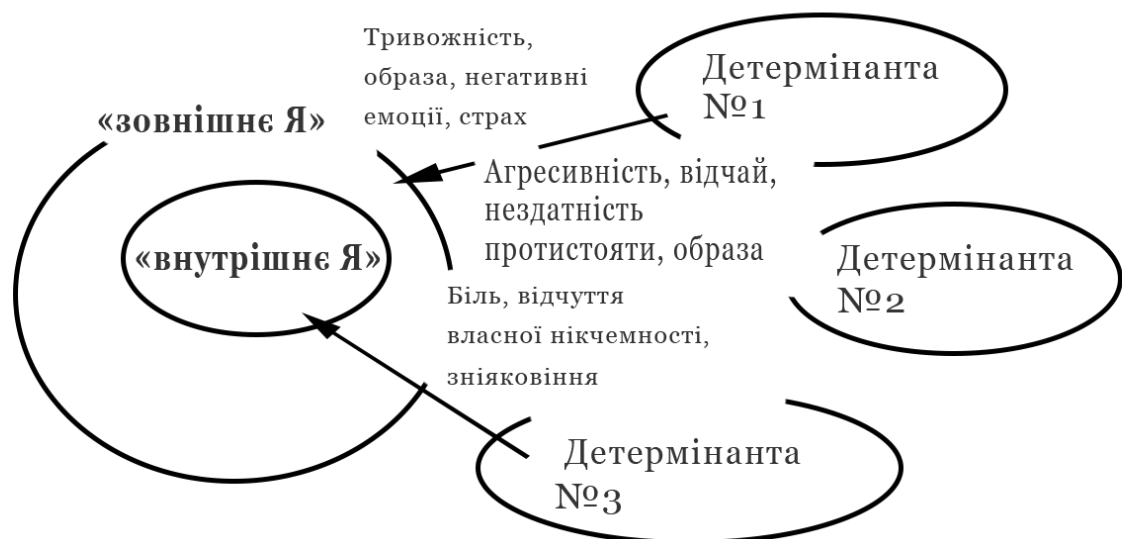 Тривожність,
образа, негативні
емоції, страх
Детермінанта
№1
«зовнішнє Я»
Агресивність, відчай,
нездатність
протистояти, образа
«внутрішнє Я»
Детермінанта
№2
Біль, відчуття
власної нікчемності,
зніяковіння
Детермінанта
№3